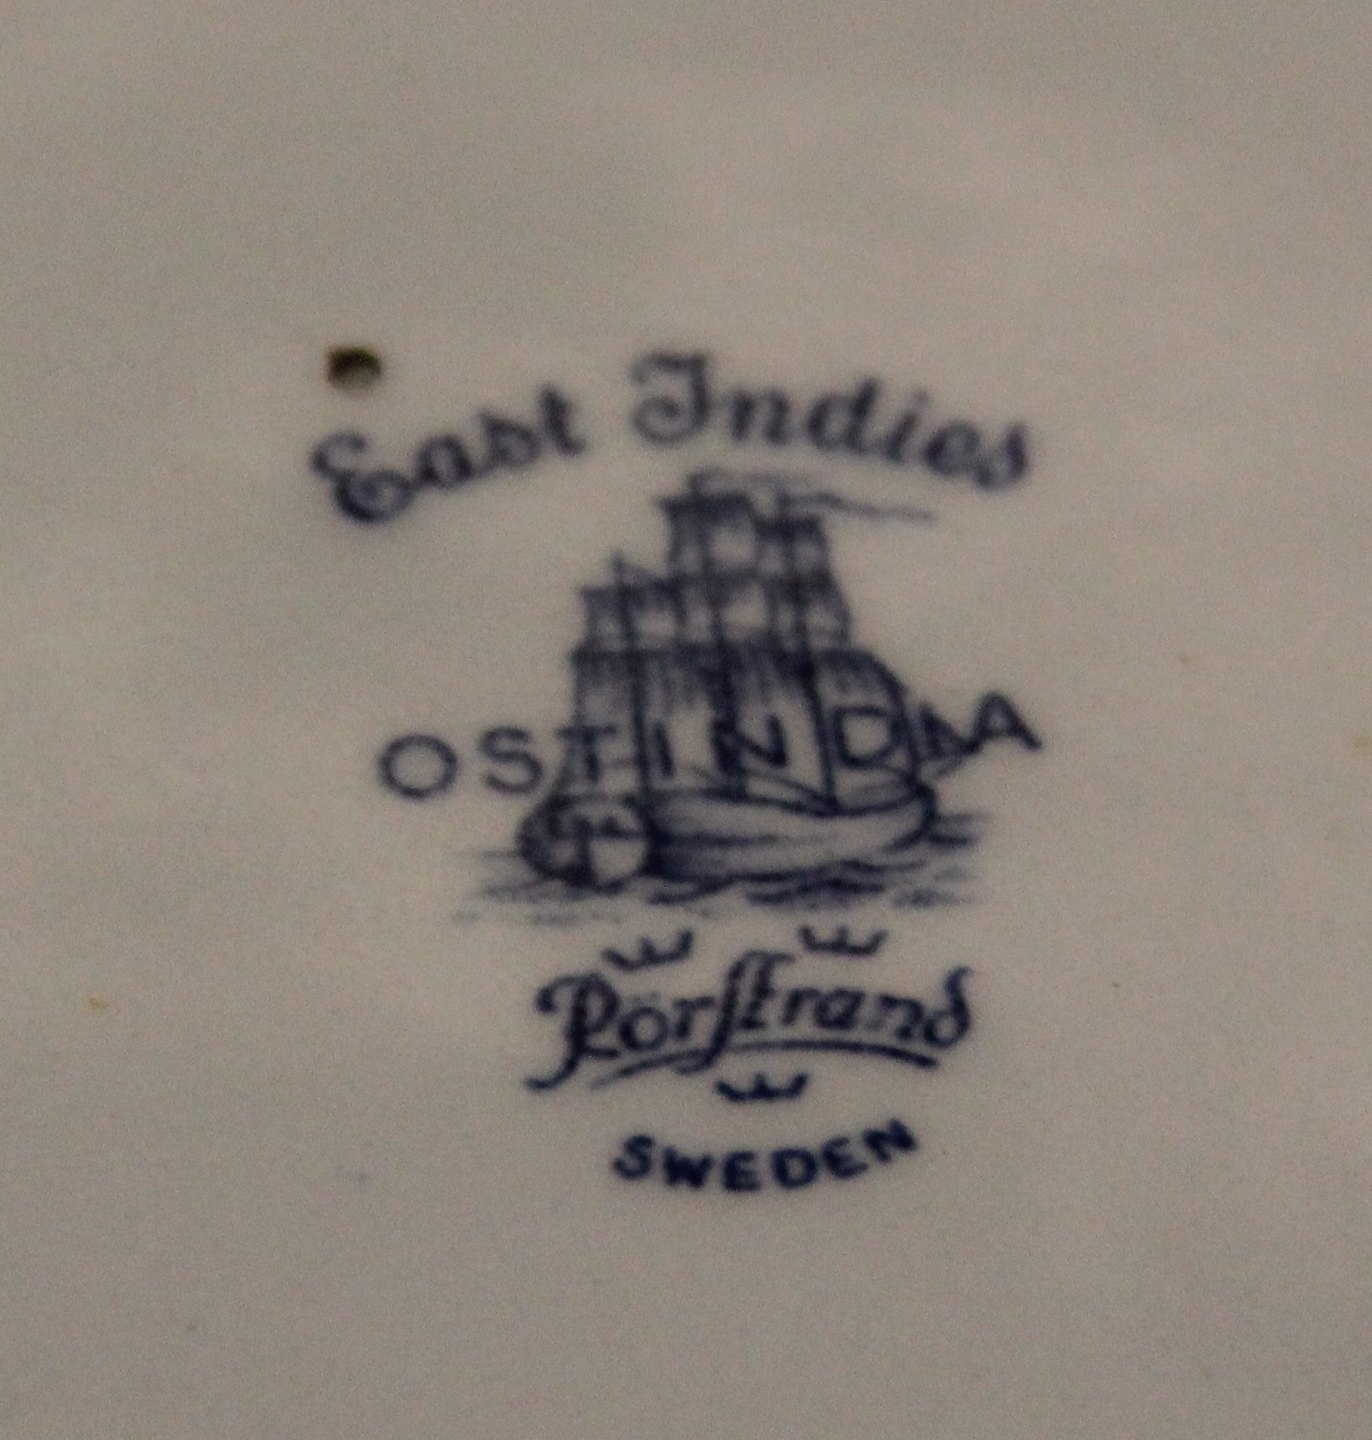 East Indies
OSTINDIA
Rörstrand
SWEDEN